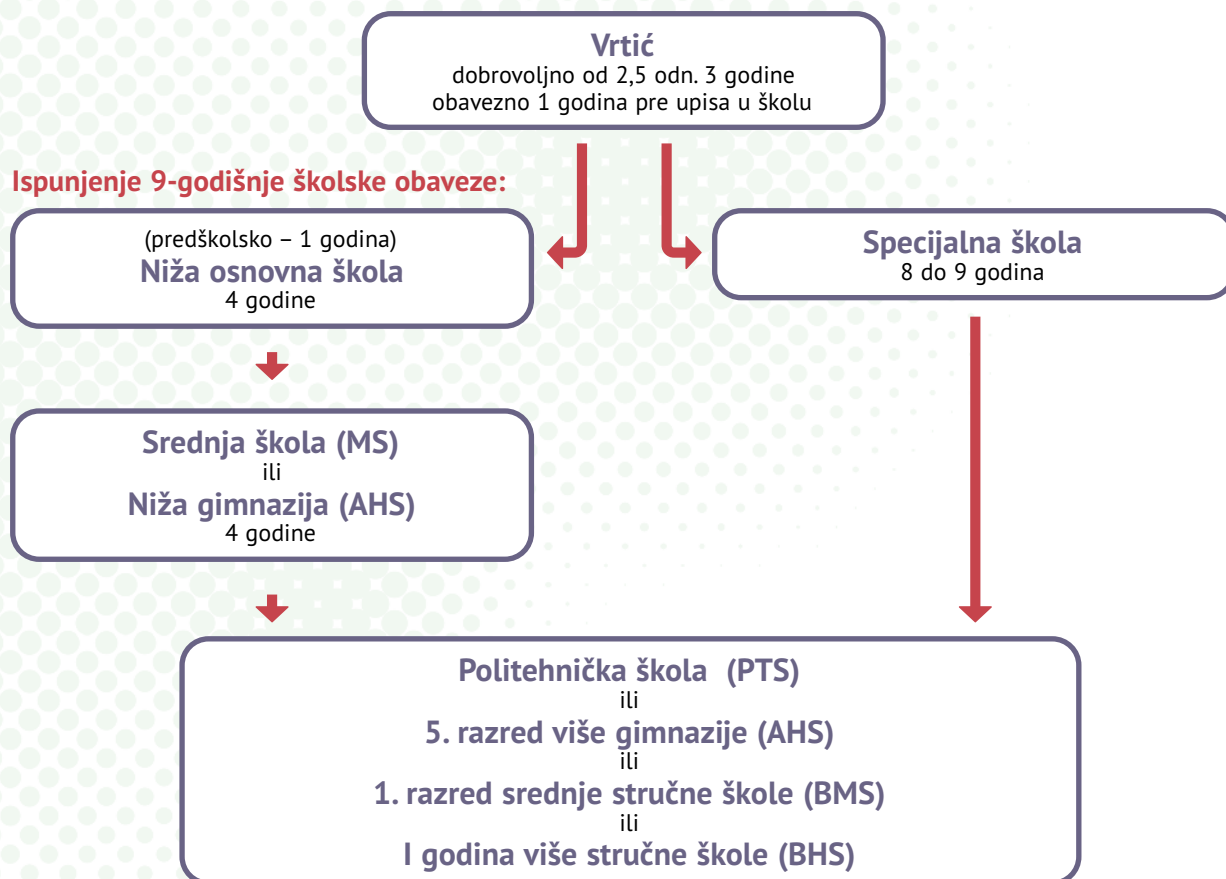 Vrtić
dobrovoljno od 2,5 odn. 3 godine
obavezno 1 godina pre upisa u školu
Ispunjenje 9-godišnje školske obaveze:
(predškolsko – 1 godina)
Niža osnovna škola
4 godine
Specijalna škola
8 do 9 godina
Srednja škola (MS)
ili
Niža gimnazija (AHS)
4 godine
Politehnička škola (PTS)
ili
5. razred više gimnazije (AHS)
ili
1. razred srednje stručne škole (BMS)
ili
I godina više stručne škole (BHS)